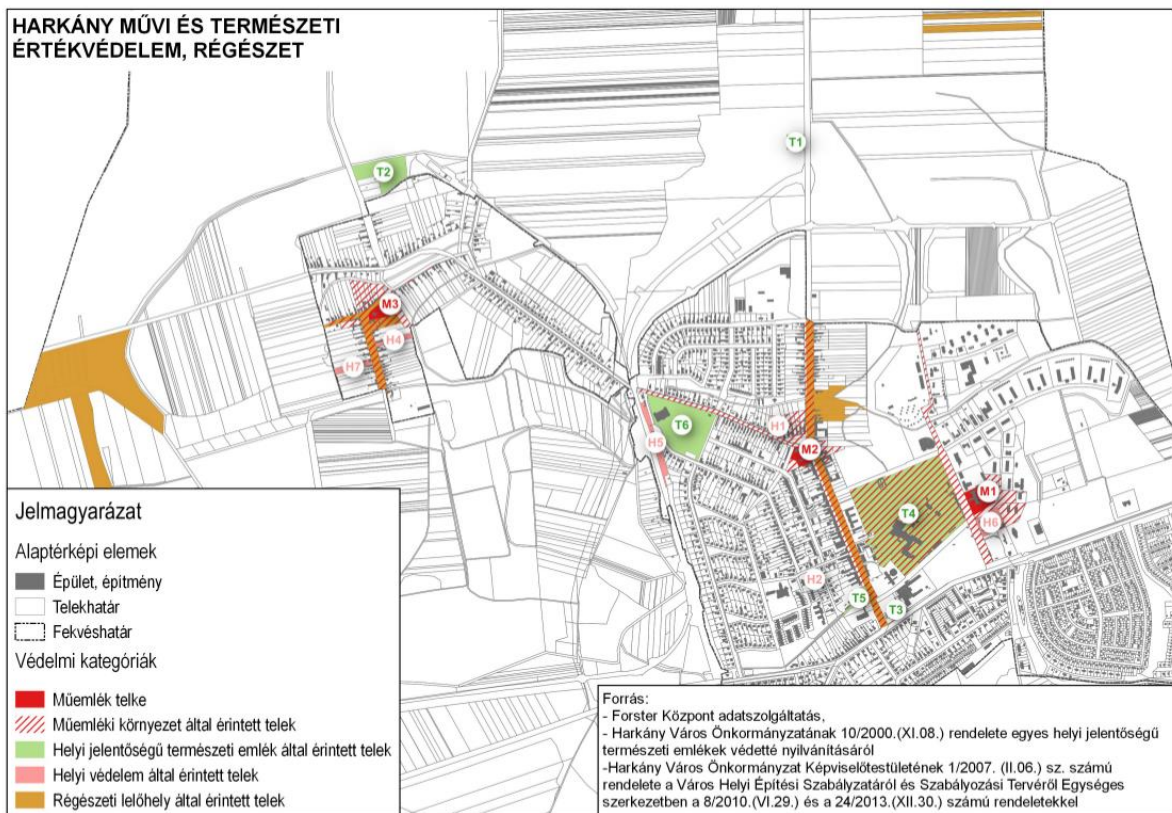 HARKÁNY MŰVI ÉS TERMÉSZETI
ÉRTÉKVÉDELEM, RÉGÉSZET
T1
T2
M3
H4
H7
T6
H5
H1
M2
T4
M1
H6
H2
T5
T3
Jelmagyarázat
Alaptérképi elemek
Épület, építmény
Telekhatár
Fekvéshatár
Védelmi kategóriák
Műemlék telke
Műemléki környezet által érintett telek
Helyi jelentőségű természeti emlék által érintett telek
Helyi védelem által érintett telek
Régészeti lelőhely által érintett telek
Forrás:
- Forster Központ adatszolgáltatás,
- Harkány Város Önkormányzatának 10/2000.(XI.08.) rendelete egyes helyi jelentőségű
természeti emlékek védetté nyilvánításáról
-Harkány Város Önkormányzat Képviselőtestületének 1/2007. (II.06.) sz. számú
rendelete a Város Helyi Építési Szabályzatáról és Szabályozási Tervéről Egységes
szerkezetben a 8/2010.(VI.29.) és a 24/2013.(XII.30.) számú rendeletekkel